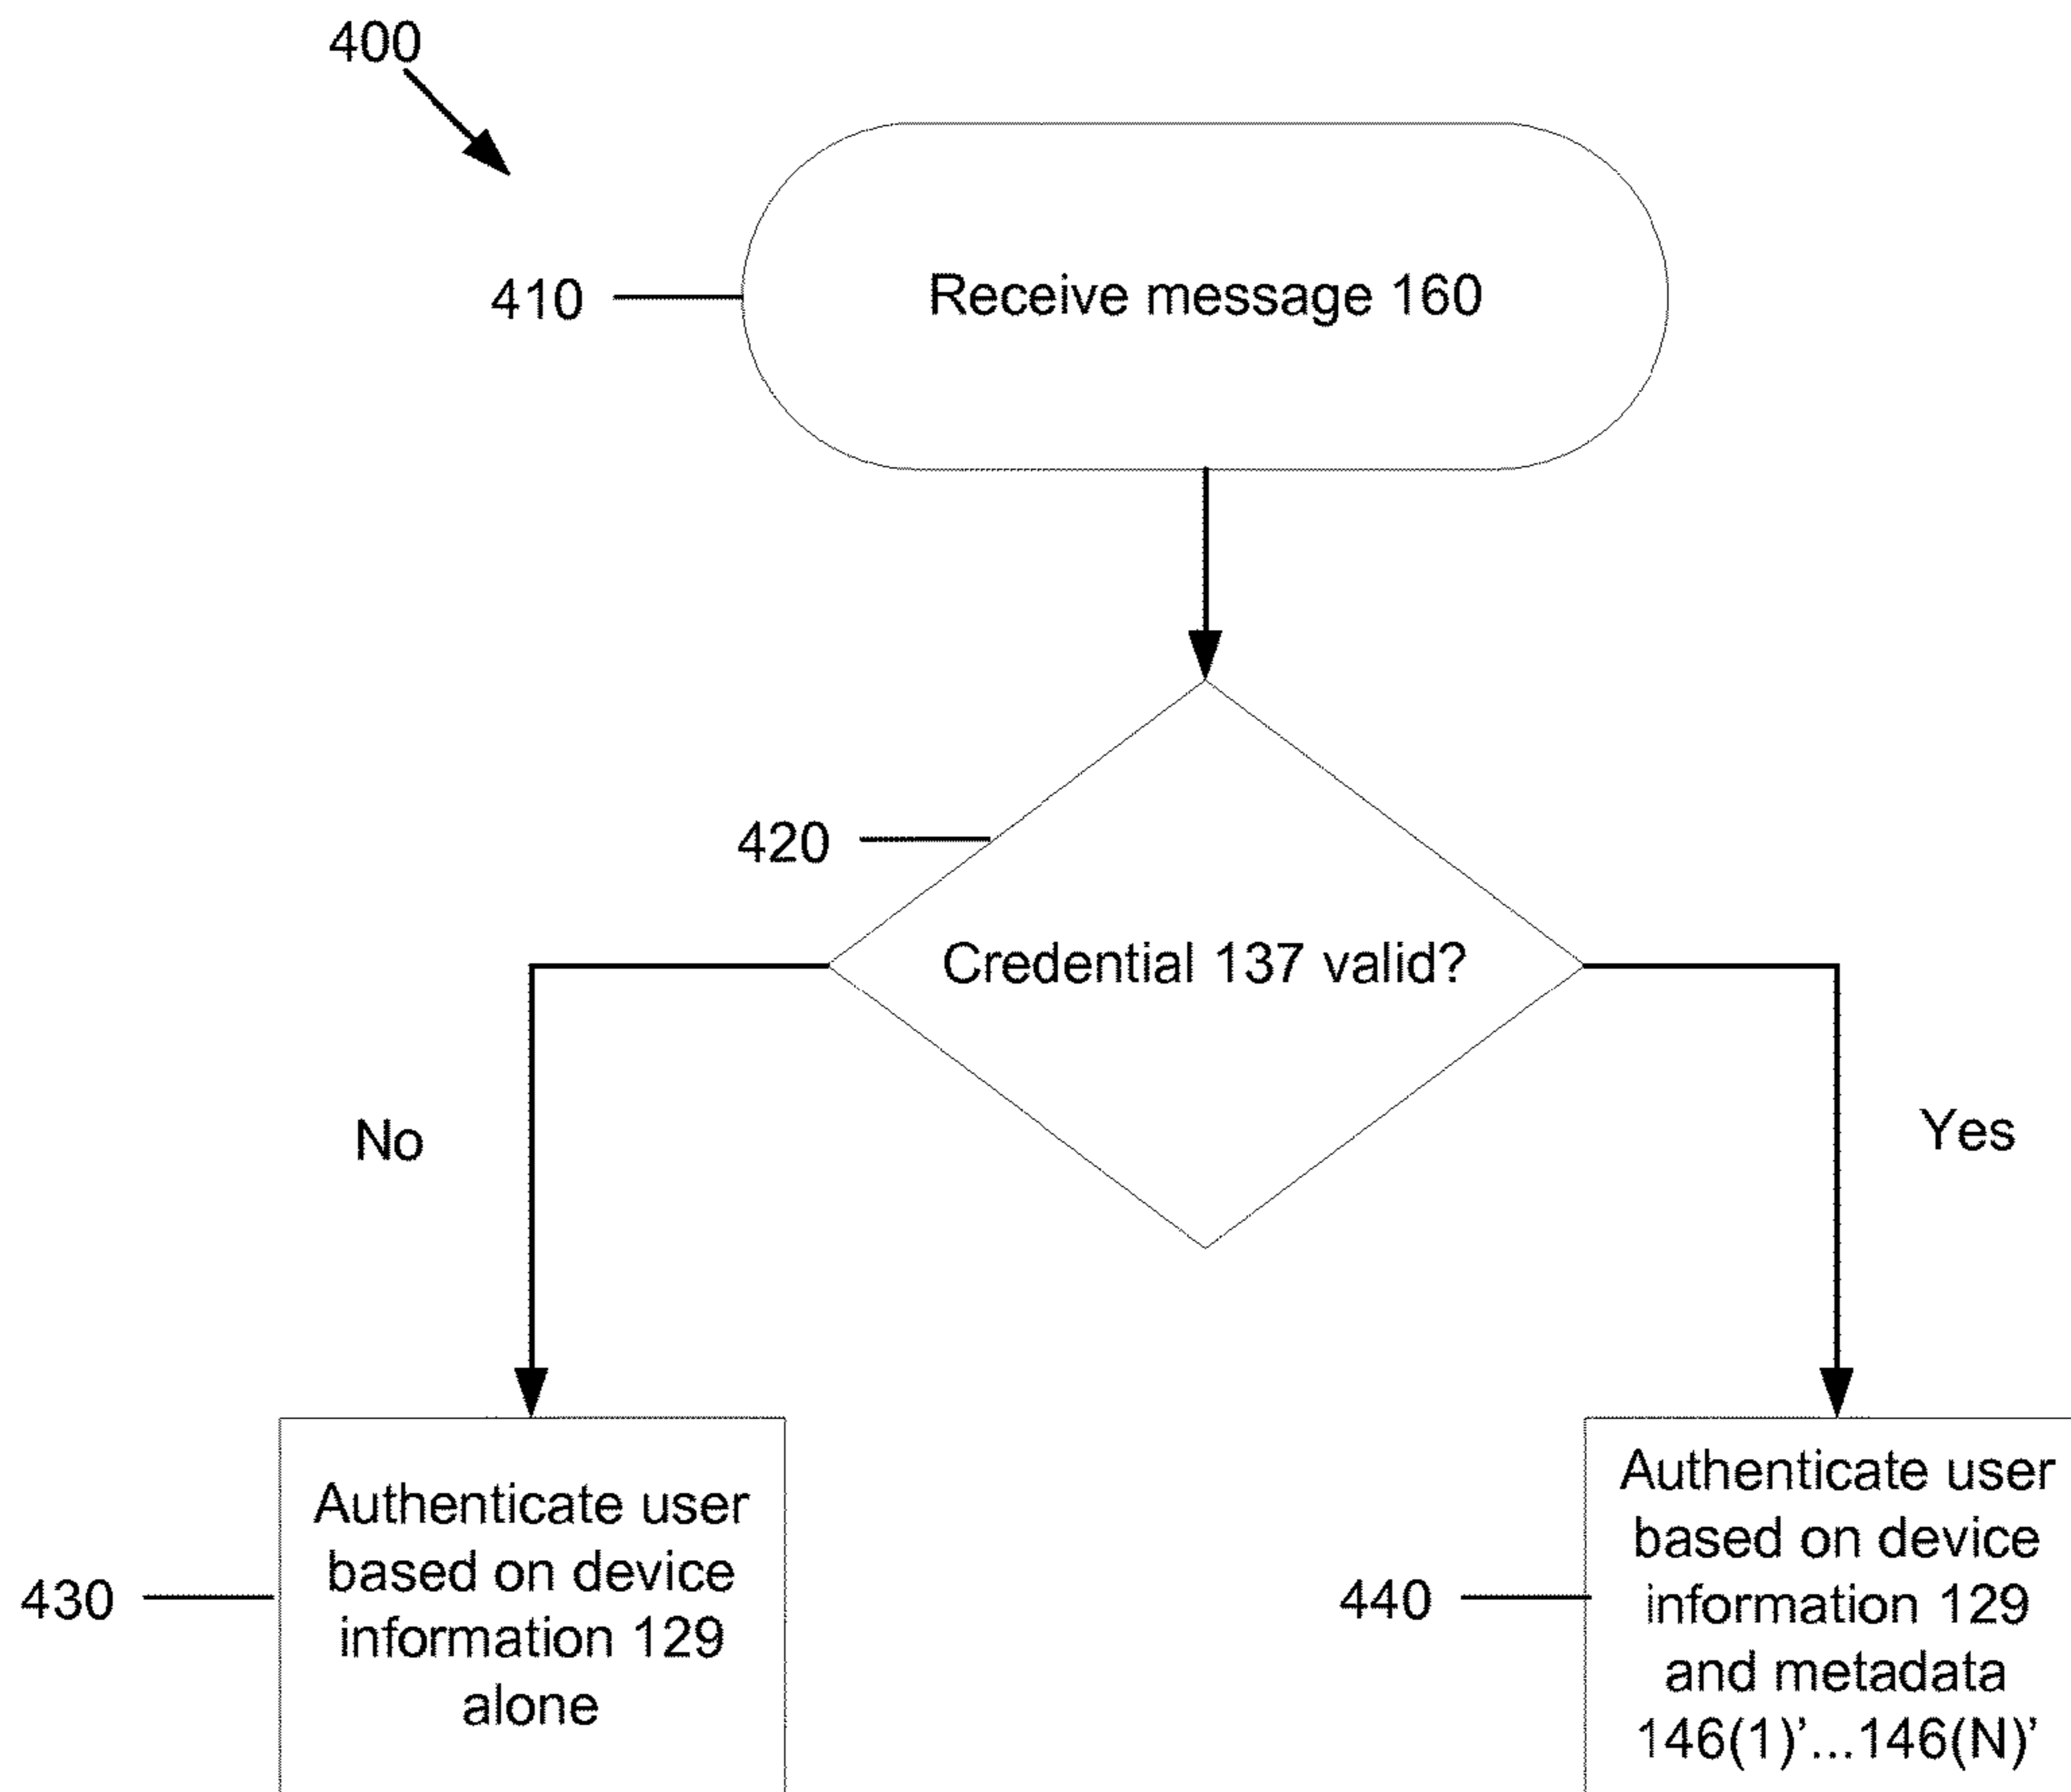 400
410
Receive message 160
420
Credential 137 valid?
No
Yes
430
Authenticate user
based on device
information 129
alone
440
Authenticate user
based on device
information 129
and metadata
146(1)’...146(N)’